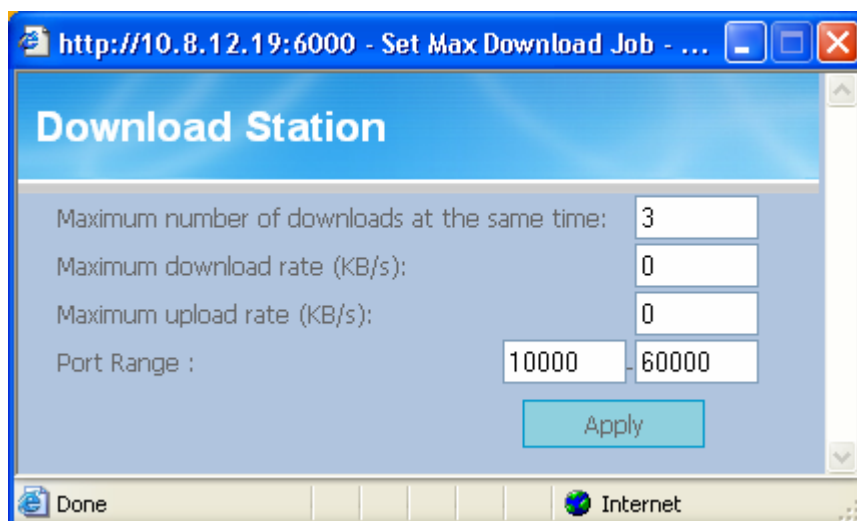 http://10.8.12.19:6000 - Set Max Download Job - ...
Download Station
Maximum number of downloads at the same time: 3
Maximum download rate (KB/s): 0
Maximum upload rate (KB/s): 0
Port Range : 10000 - 60000
Apply
Done Internet